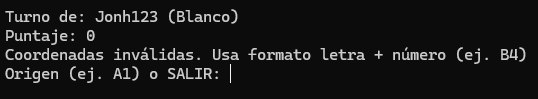 Turno de: Jonh123 (Blanco)
Puntaje: 0
Coordenadas inválidas. Usa formato letra + número (ej. B4)
Origen (ej. A1) o SALIR: